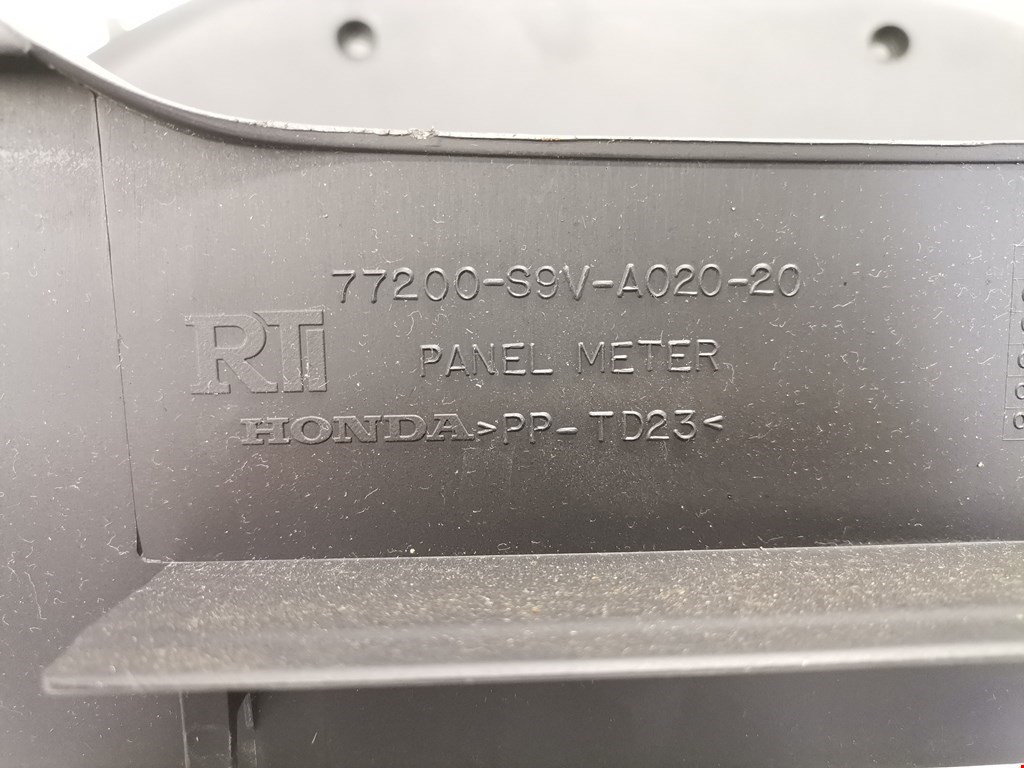 77200-S9V-A020-20
RTi
PANEL METER
HONDA >PP-TD23<